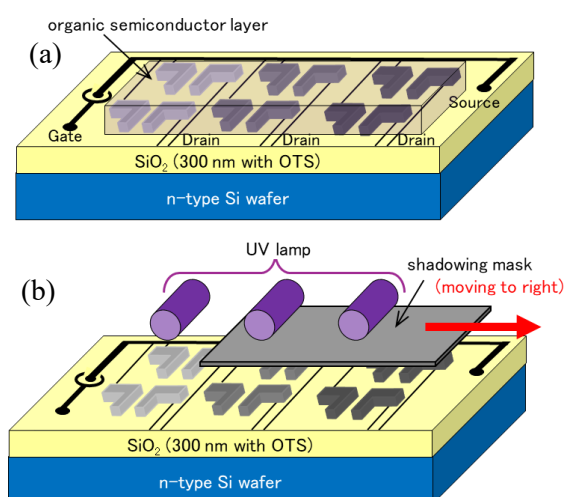 organic semiconductor layer
(a)
Source
Gate
Drain
Drain
Drain
SiO₂ (300 nm with OTS)
n-type Si wafer
UV lamp
shadowing mask
(moving to right)
(b)
SiO₂ (300 nm with OTS)
n-type Si wafer